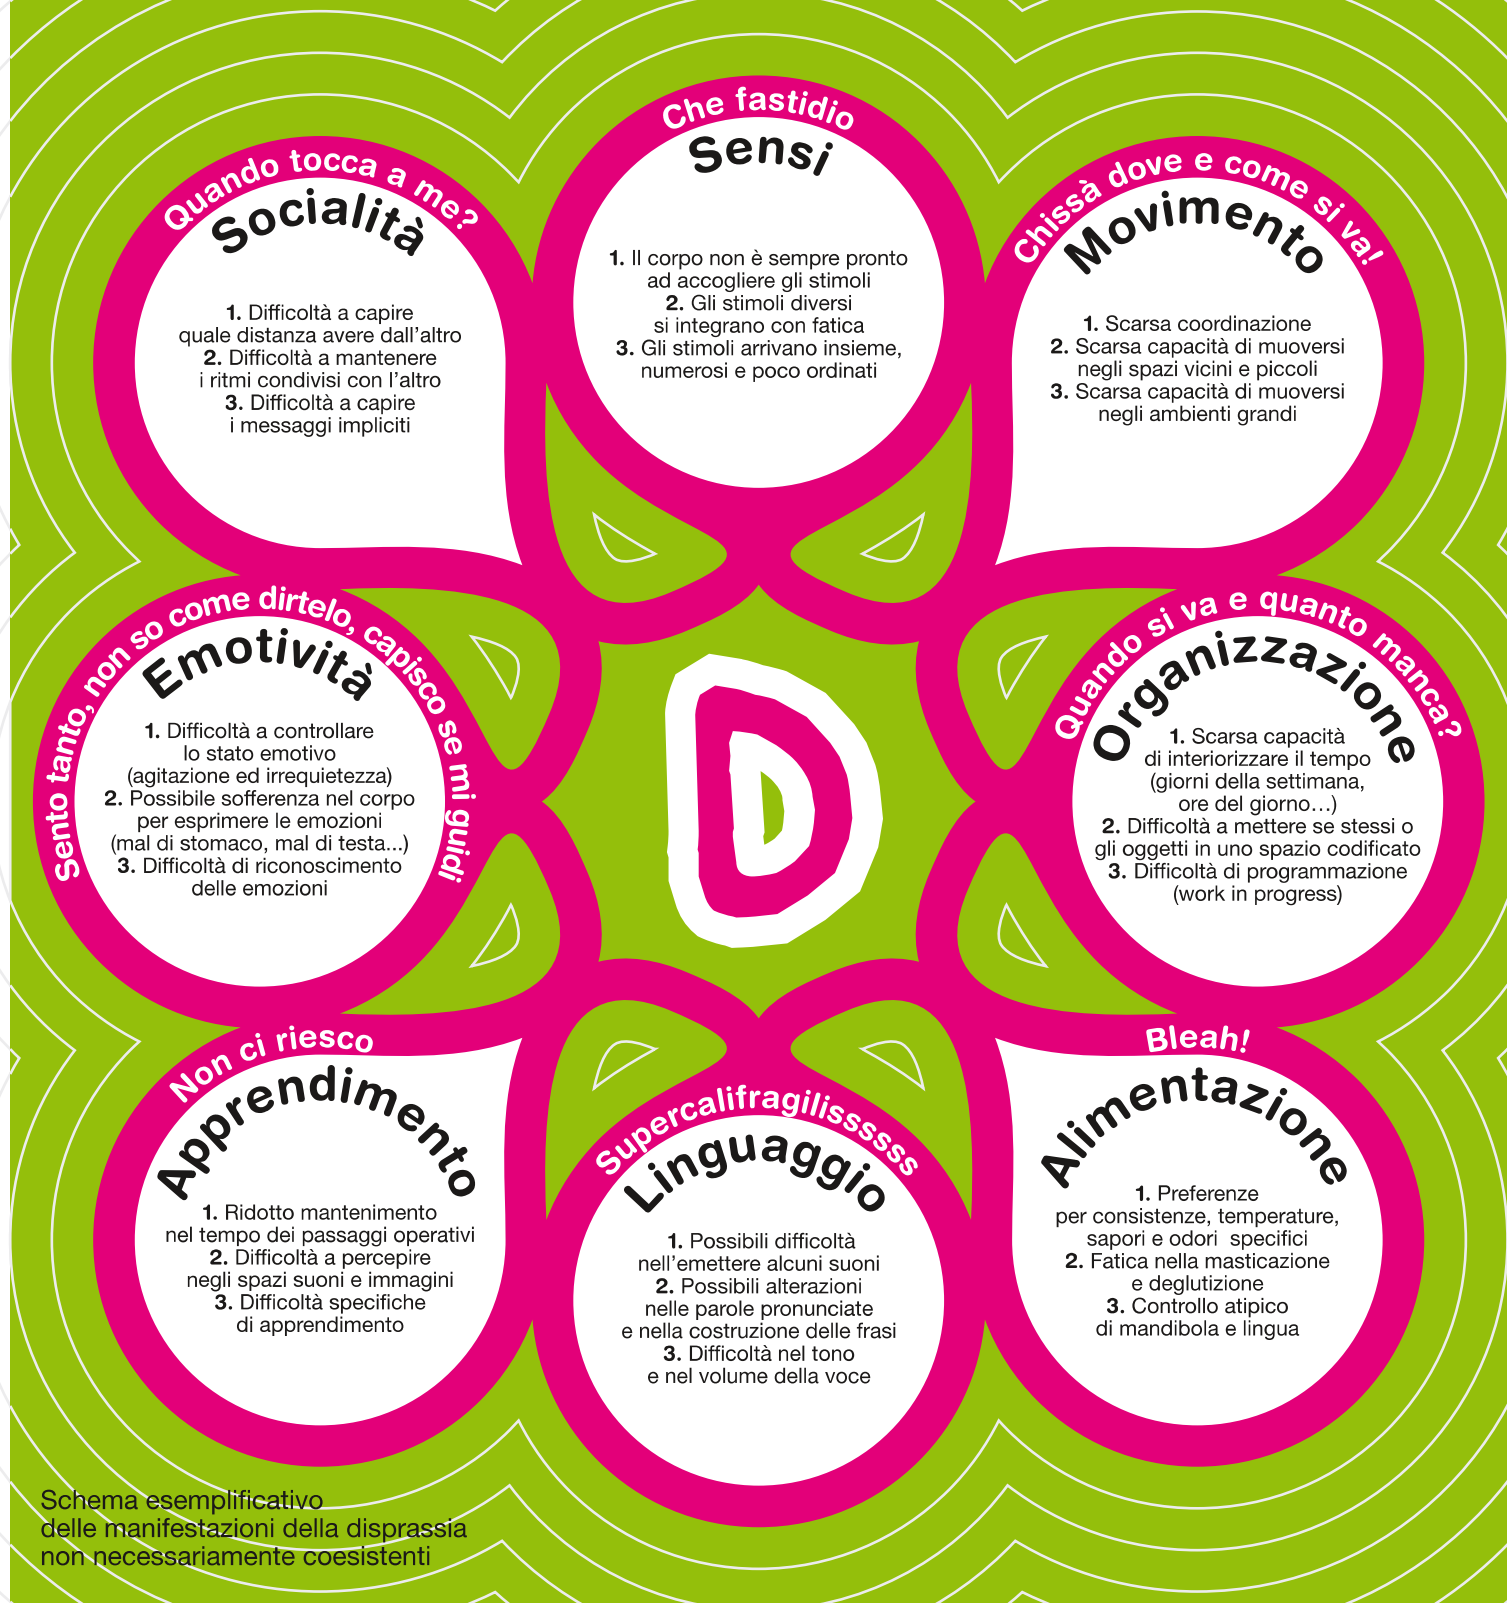 Che fastidio
Sensi
1. Il corpo non è sempre pronto
ad accogliere gli stimoli
2. Gli stimoli diversi
si integrano con fatica
3. Gli stimoli arrivano insieme,
numerosi e poco ordinati
Quando tocca a me?
Socialità
1. Difficoltà a capire
quale distanza avere dall'altro
2. Difficoltà a mantenere
i ritmi condivisi con l'altro
3. Difficoltà a capire
i messaggi impliciti
Chissà dove e come si va!
Movimento
1. Scarsa coordinazione
2. Scarsa capacità di muoversi
negli spazi vicini e piccoli
3. Scarsa capacità di muoversi
negli ambienti grandi
Sento tanto, non so come dirtelo, capisco se mi guidi
Emotività
1. Difficoltà a controllare
lo stato emotivo
(agitazione ed irrequietezza)
2. Possibile sofferenza nel corpo
per esprimere le emozioni
(mal di stomaco, mal di testa...)
3. Difficoltà di riconoscimento
delle emozioni
D
Quando si va e quanto manca?
Organizzazione
1. Scarsa capacità
di interiorizzare il tempo
(giorni della settimana,
ore del giorno…)
2. Difficoltà a mettere se stessi o
gli oggetti in uno spazio codificato
3. Difficoltà di programmazione
(work in progress)
Non ci riesco
Apprendimento
1. Ridotto mantenimento
nel tempo dei passaggi operativi
2. Difficoltà a percepire
negli spazi suoni e immagini
3. Difficoltà specifiche
di apprendimento
Supercalifragilisssss
Linguaggio
1. Possibili difficoltà
nell'emettere alcuni suoni
2. Possibili alterazioni
nelle parole pronunciate
e nella costruzione delle frasi
3. Difficoltà nel tono
e nel volume della voce
Bleah!
Alimentazione
1. Preferenze
per consistenze, temperature,
sapori e odori specifici
2. Fatica nella masticazione
e deglutizione
3. Controllo atipico
di mandibola e lingua
Schema esemplificativo
delle manifestazioni della disprassia
non necessariamente coesistenti